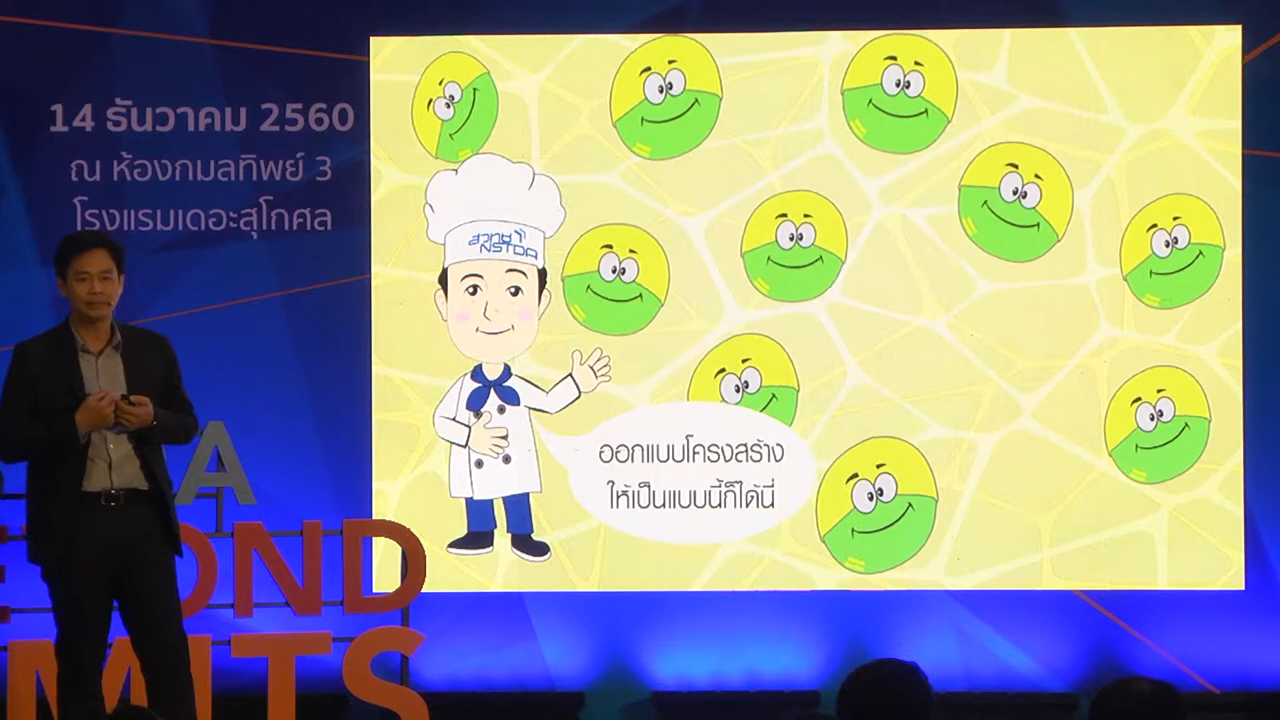 14 ธันวาคม 2560
ณ ห้องกมลทิพย์ 3
โรงแรมเดอะสุโกศล
สวทช
NSTDA
ออกแบบโครงสร้าง
ให้เป็นแบบนี้ก็ได้นี่
A
OND
MITS